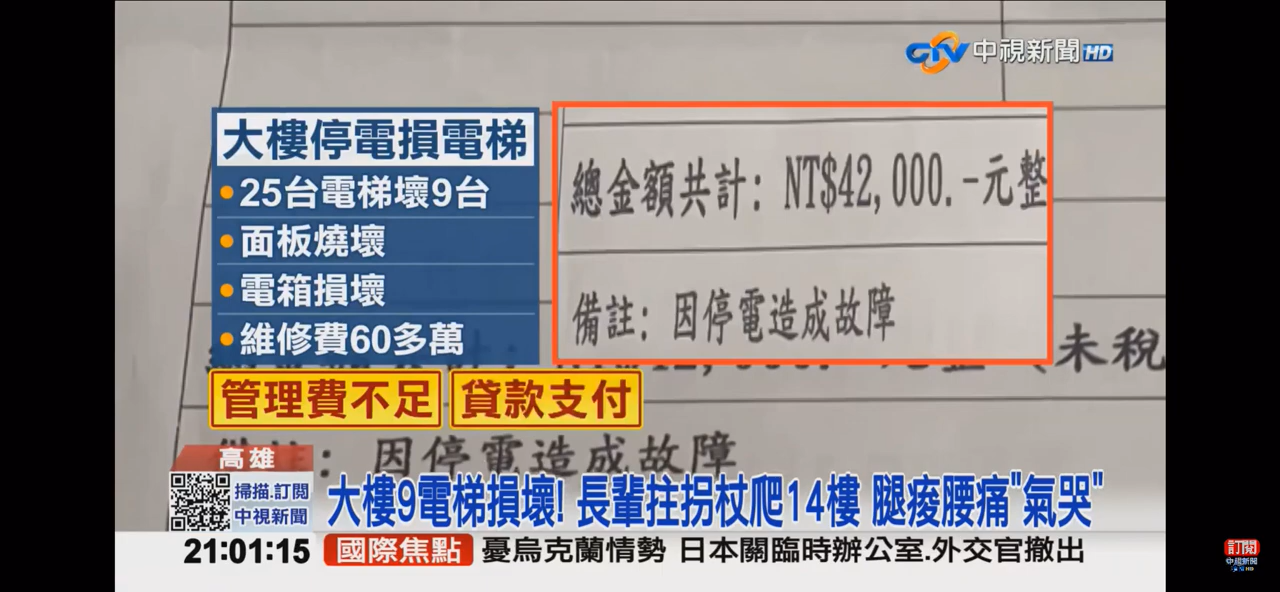 CTV 中視新聞 HD
大樓停電損電梯
•25台電梯壞9台
•面板燒壞
•電箱損壞
•維修費60多萬
總金額共計：NT$42,000.-元整
備註：因停電造成故障
管理費不足 貸款支付
(未稅
因停電造成故障
高雄
掃描.訂閱
中視新聞
大樓9電梯損壞! 長輩拄拐杖爬14樓 腿痠腰痛"氣哭"
21:01:15 國際焦點 憂烏克蘭情勢 日本關臨時辦公室.外交官撤出
訂閱
中視新聞